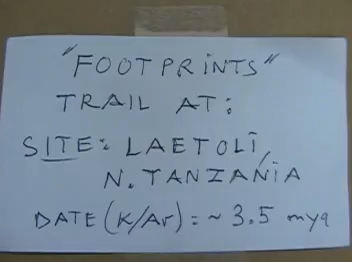 "FOOTPRINTS"
TRAIL AT:
SITE: LAETOLI,
N. TANZANIA
DATE (K/Ar) = ~ 3.5 mya